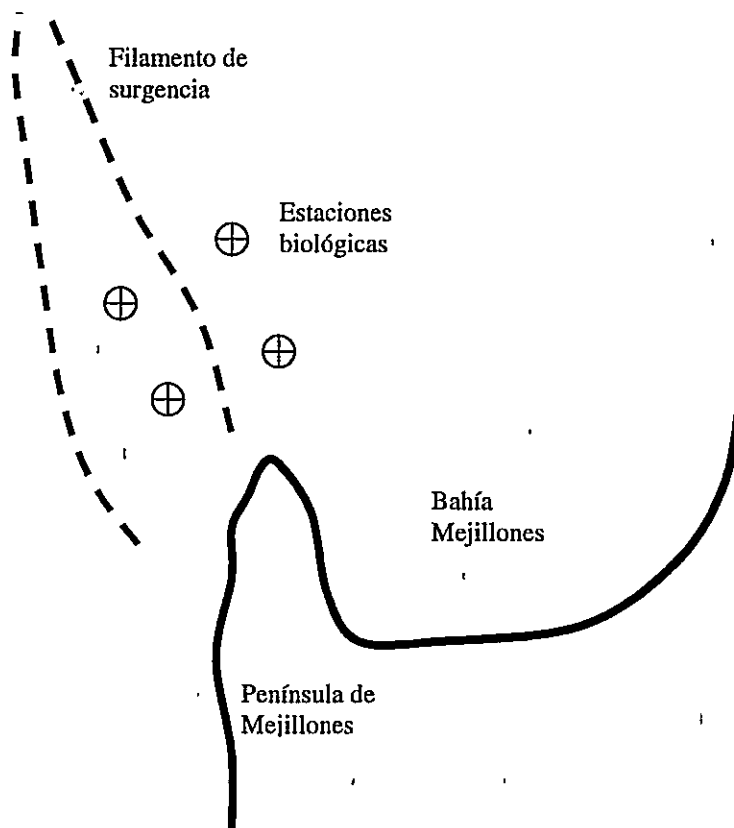 Filamento de
surgencia
Estaciones
biológicas
Bahía
Mejillones
Península de
Mejillones